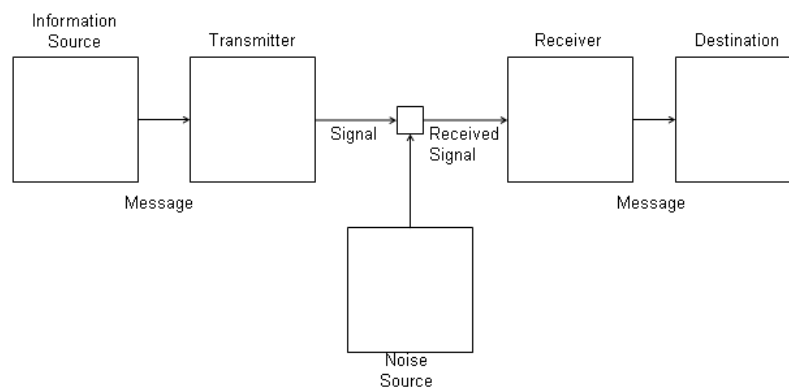 Information
Source
Transmitter
Receiver
Destination
Signal
Received
Signal
Message
Message
Noise
Source